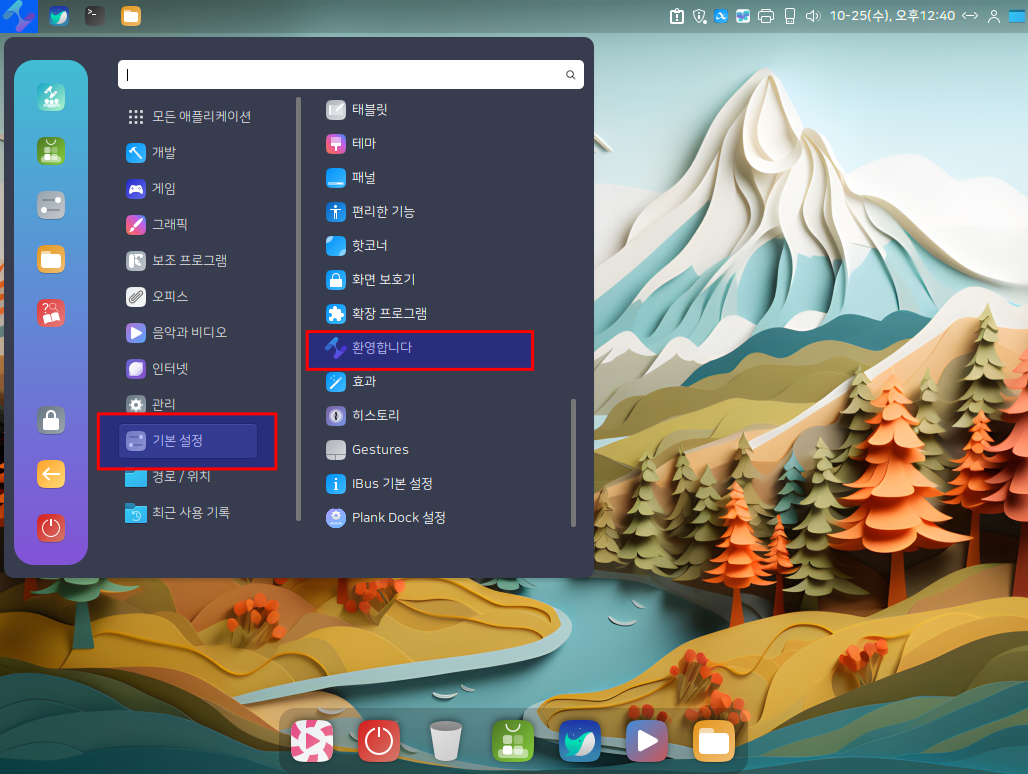 10-25(수), 오후12:40
모든 애플리케이션
개발
게임
그래픽
보조 프로그램
오피스
음악과 비디오
인터넷
관리
기본 설정
경로 / 위치
최근 사용 기록
태블릿
테마
패널
편리한 기능
핫코너
화면 보호기
확장 프로그램
환영합니다
효과
히스토리
Gestures
IBus 기본 설정
Plank Dock 설정